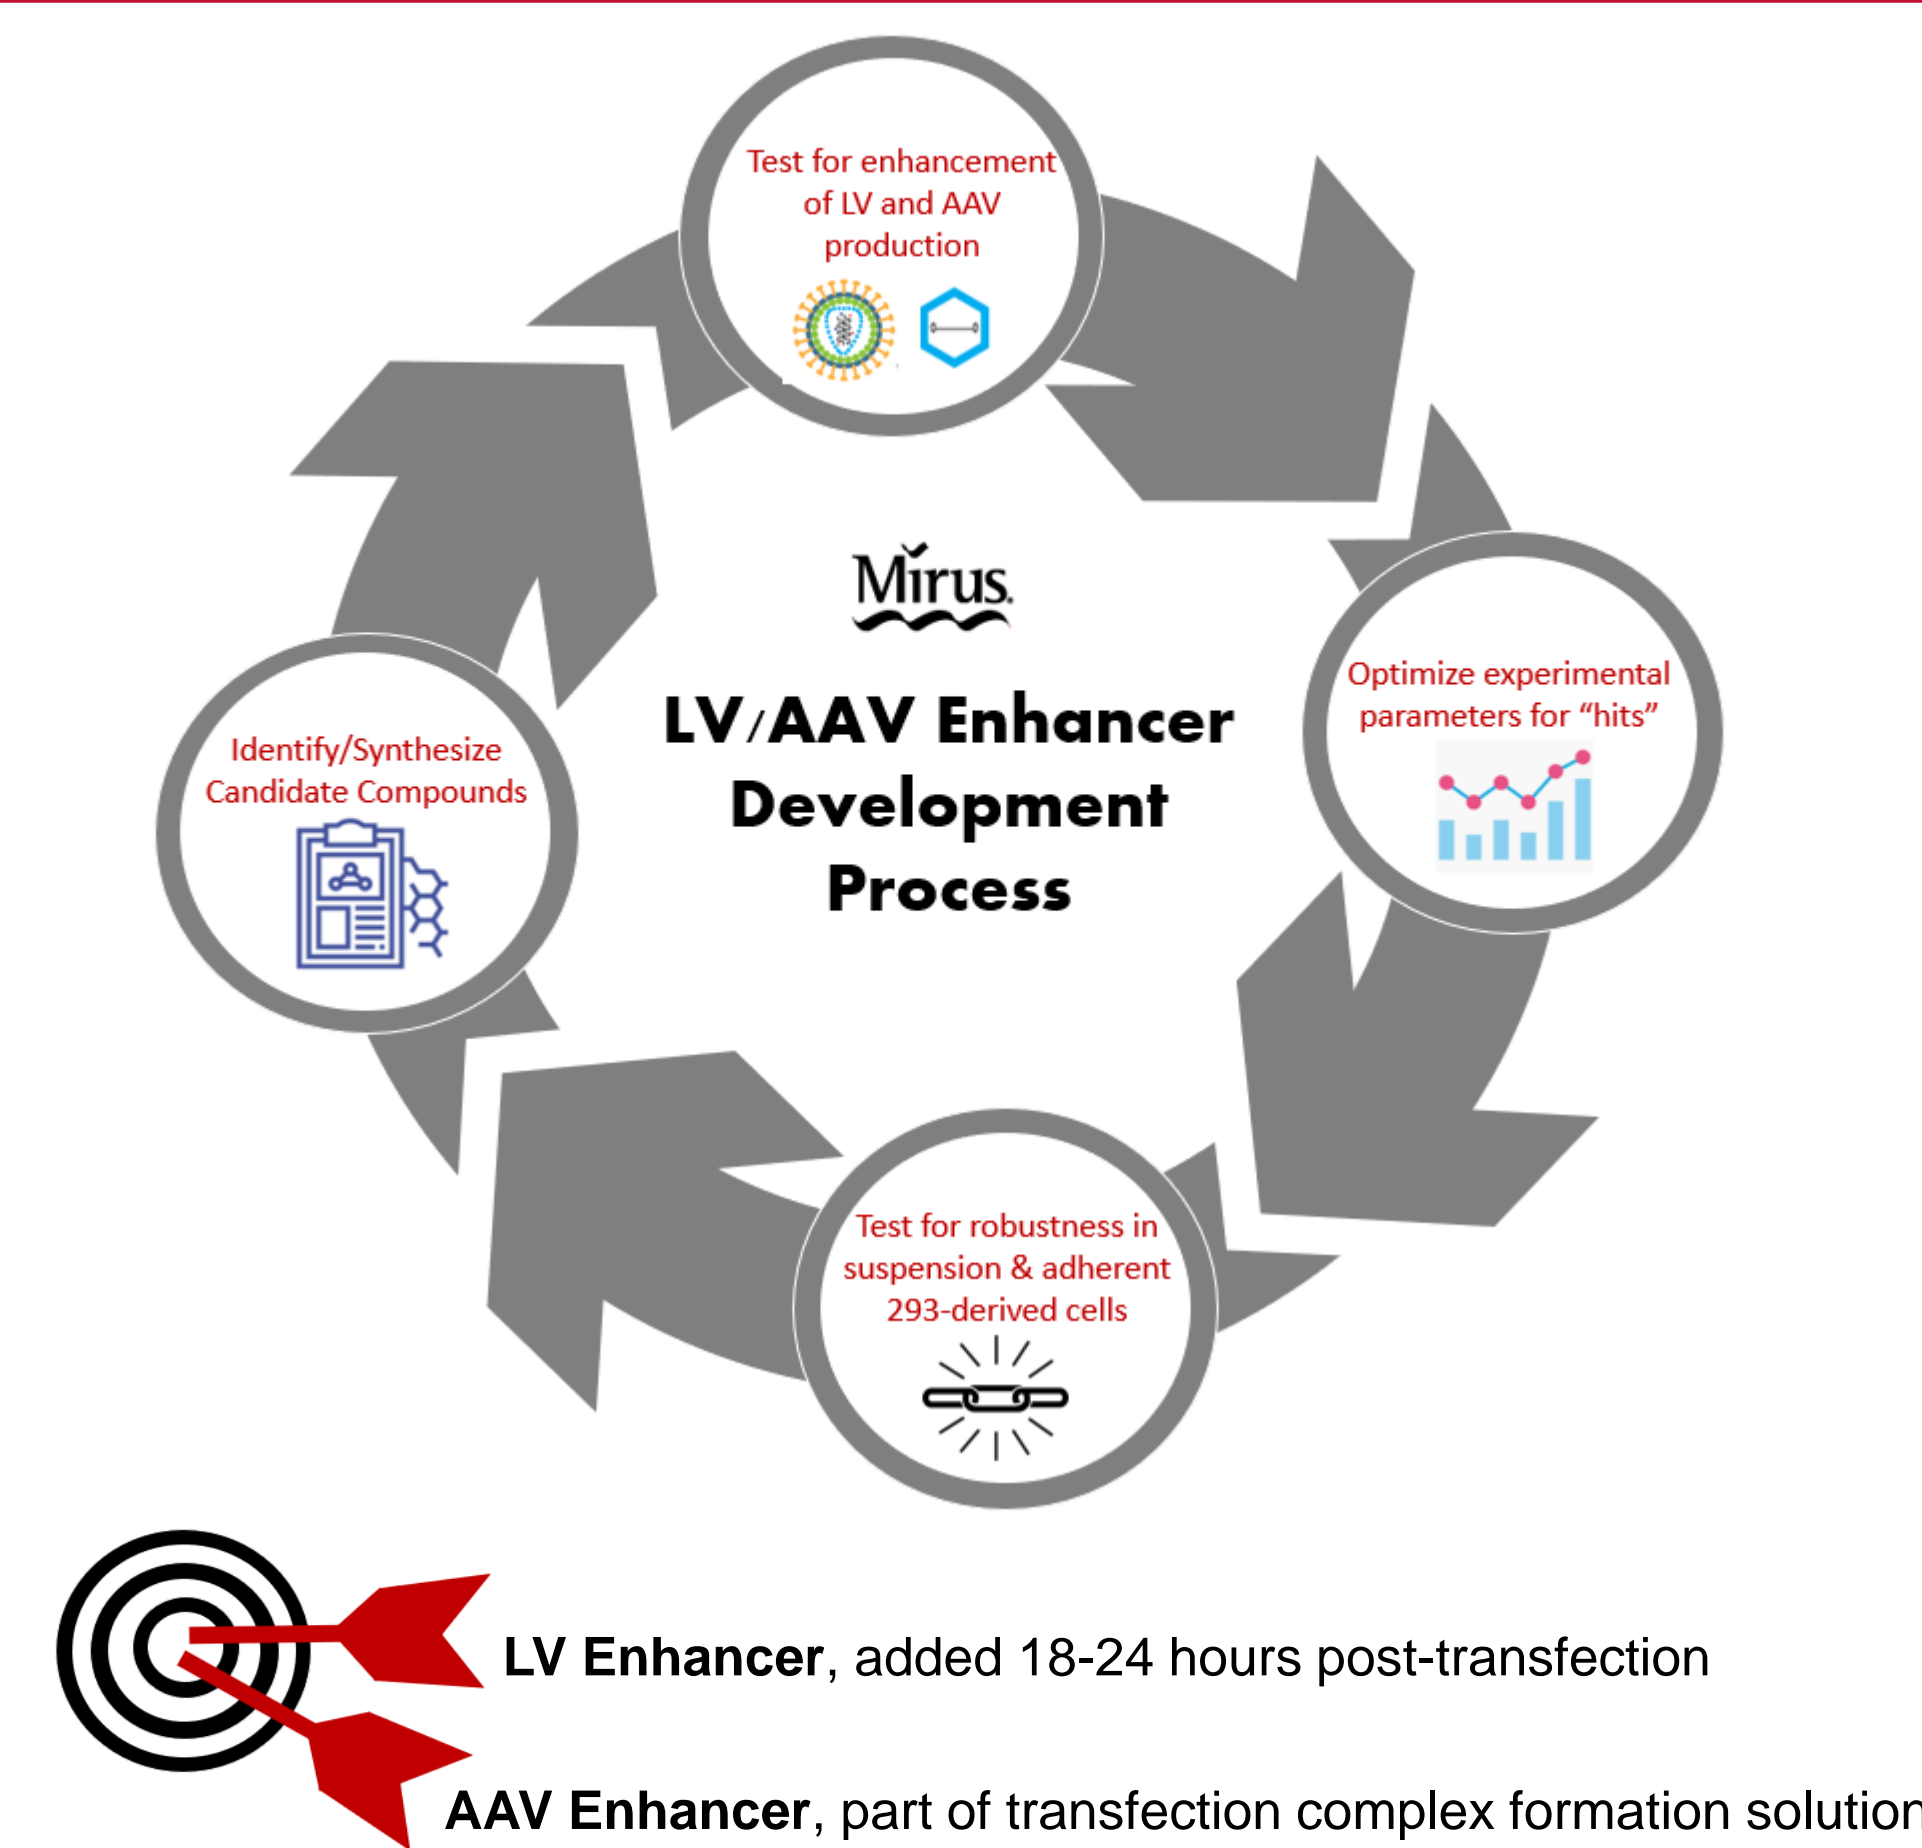 Test for enhancement
of LV and AAV
production
Mirus.
LV/AAV Enhancer
Development
Process
Optimize experimental
parameters for “hits”
Identify/Synthesize
Candidate Compounds
Test for robustness in
suspension & adherent
293-derived cells
LV Enhancer, added 18-24 hours post-transfection
AAV Enhancer, part of transfection complex formation solution